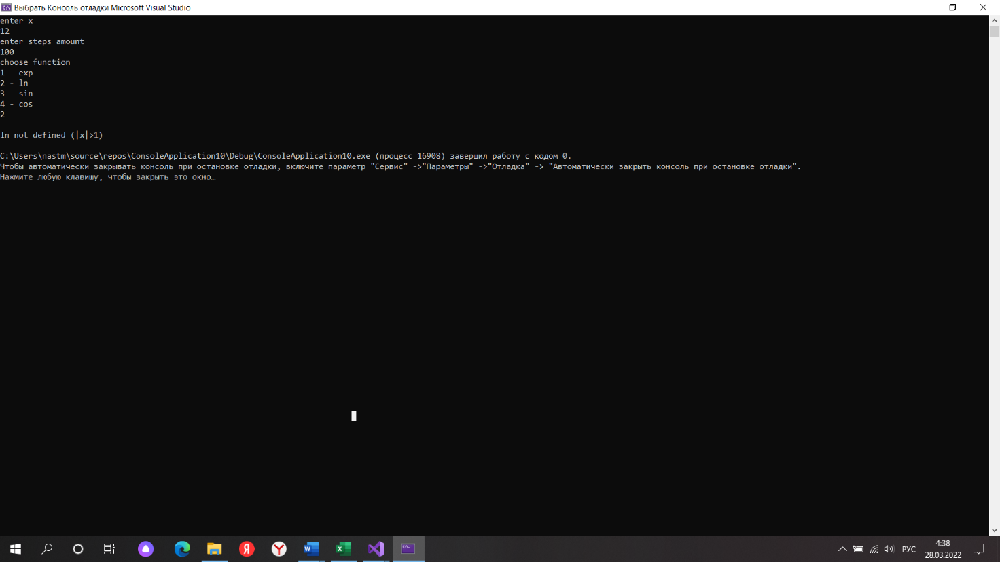 Выбрать Консоль отладки Microsoft Visual Studio
enter x
12
enter steps amount
100
choose function
1 - exp
2 - ln
3 - sin
4 - cos
2
ln not defined (|x|>1)
C:\Users\nastm\source\repos\ConsoleApplication10\Debug\ConsoleApplication10.exe (процесс 16908) завершил работу с кодом 0.
Чтобы автоматически закрывать консоль при остановке отладки, включите параметр "Сервис" ->"Параметры" ->"Отладка" -> "Автоматически закрыть консоль при остановке отладки".
Нажмите любую клавишу, чтобы закрыть это окно…
РУС
4:38
28.03.2022